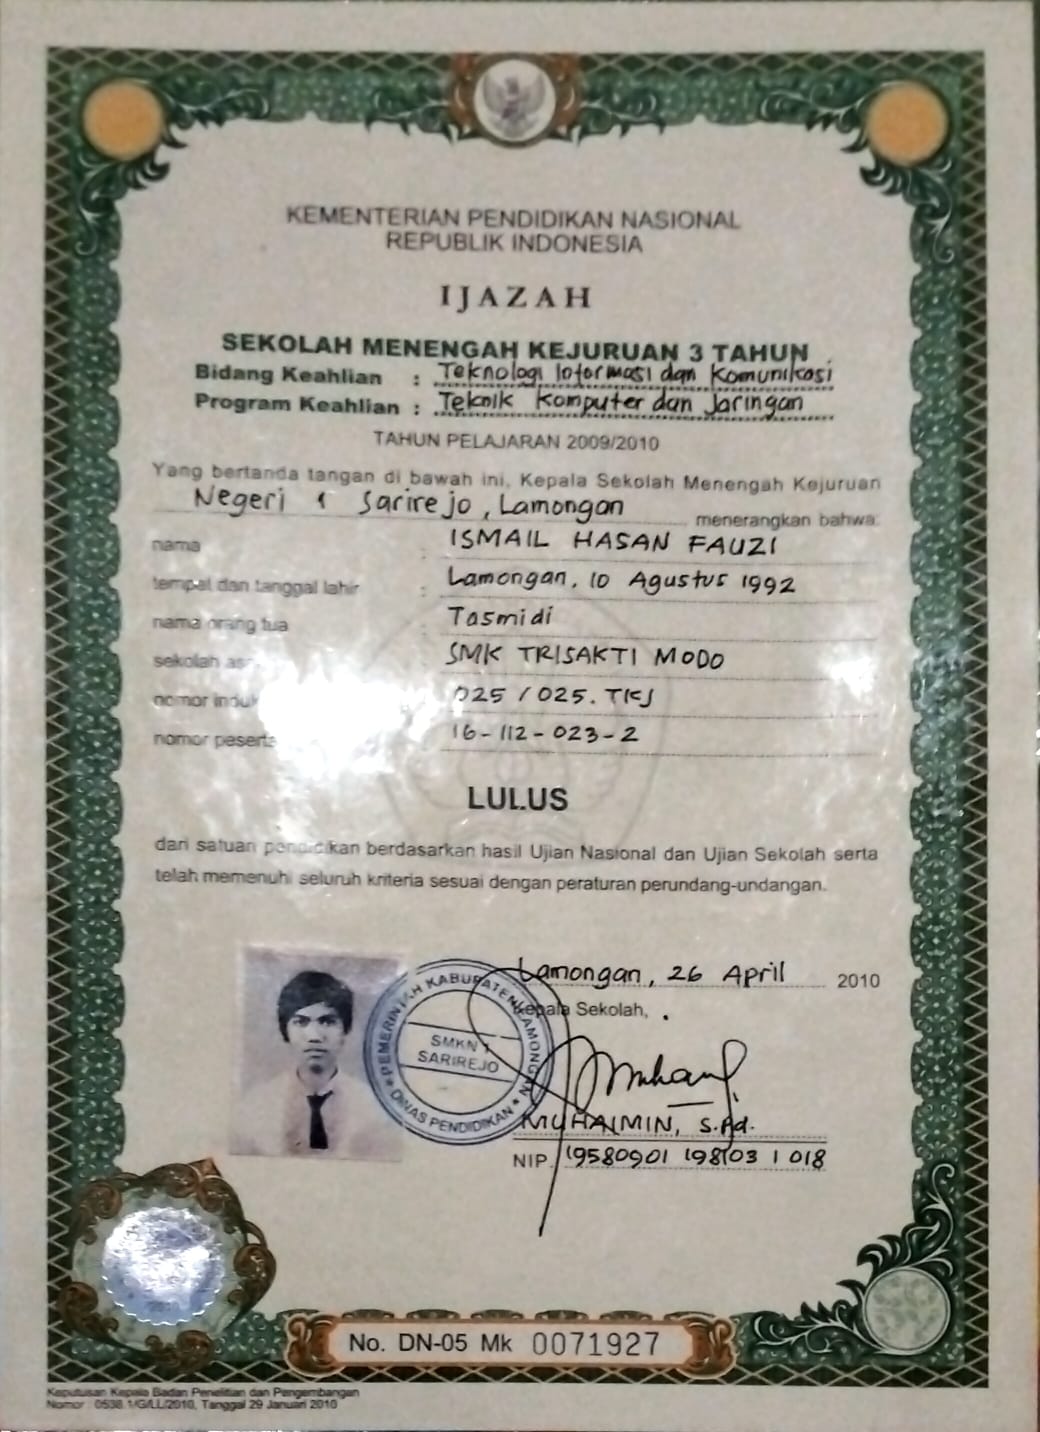 KEMENTERIAN PENDIDIKAN NASIONAL
REPUBLIK INDONESIA
IJAZAH
SEKOLAH MENENGAH KEJURUAN 3 TAHUN
Bidang Keahlian : Teknologi Informasi dan Komunikasi
Program Keahlian : Teknik Komputer dan Jaringan
TAHUN PELAJARAN 2009/2010
Yang bertanda tangan di bawah ini, Kepala Sekolah Menengah Kejuruan
Negeri 1 Sarirejo, Lamongan menerangkan bahwa:
nama : ISMAIL HASAN FAUZI
tempat dan tanggal lahir : Lamongan, 10 Agustus 1992
nama orang tua : Tasmidi
sekolah SMK TRISAKTI MODO
nomor induk 025 / 025. TKJ
nomor peserta 16-112-023-2
LULUS
dari satuan pendidikan berdasarkan hasil Ujian Nasional dan Ujian Sekolah serta
telah memenuhi seluruh kriteria sesuai dengan peraturan perundang-undangan.
Lamongan, 26 April 2010
Kepala Sekolah,
PEMERINTAH KABUPATEN LAMONGAN
SMKN 1
SARIREJO
* DINAS PENDIDIKAN *
MUHAIMIN, S.Pd.
NIP. 19580901 198103 1 018
No. DN-05 Mk 0071927
Keputusan Kepala Badan Penelitian dan Pengembangan
Nomor : 0538.1/G/LL/2010, Tanggal 29 Januari 2010